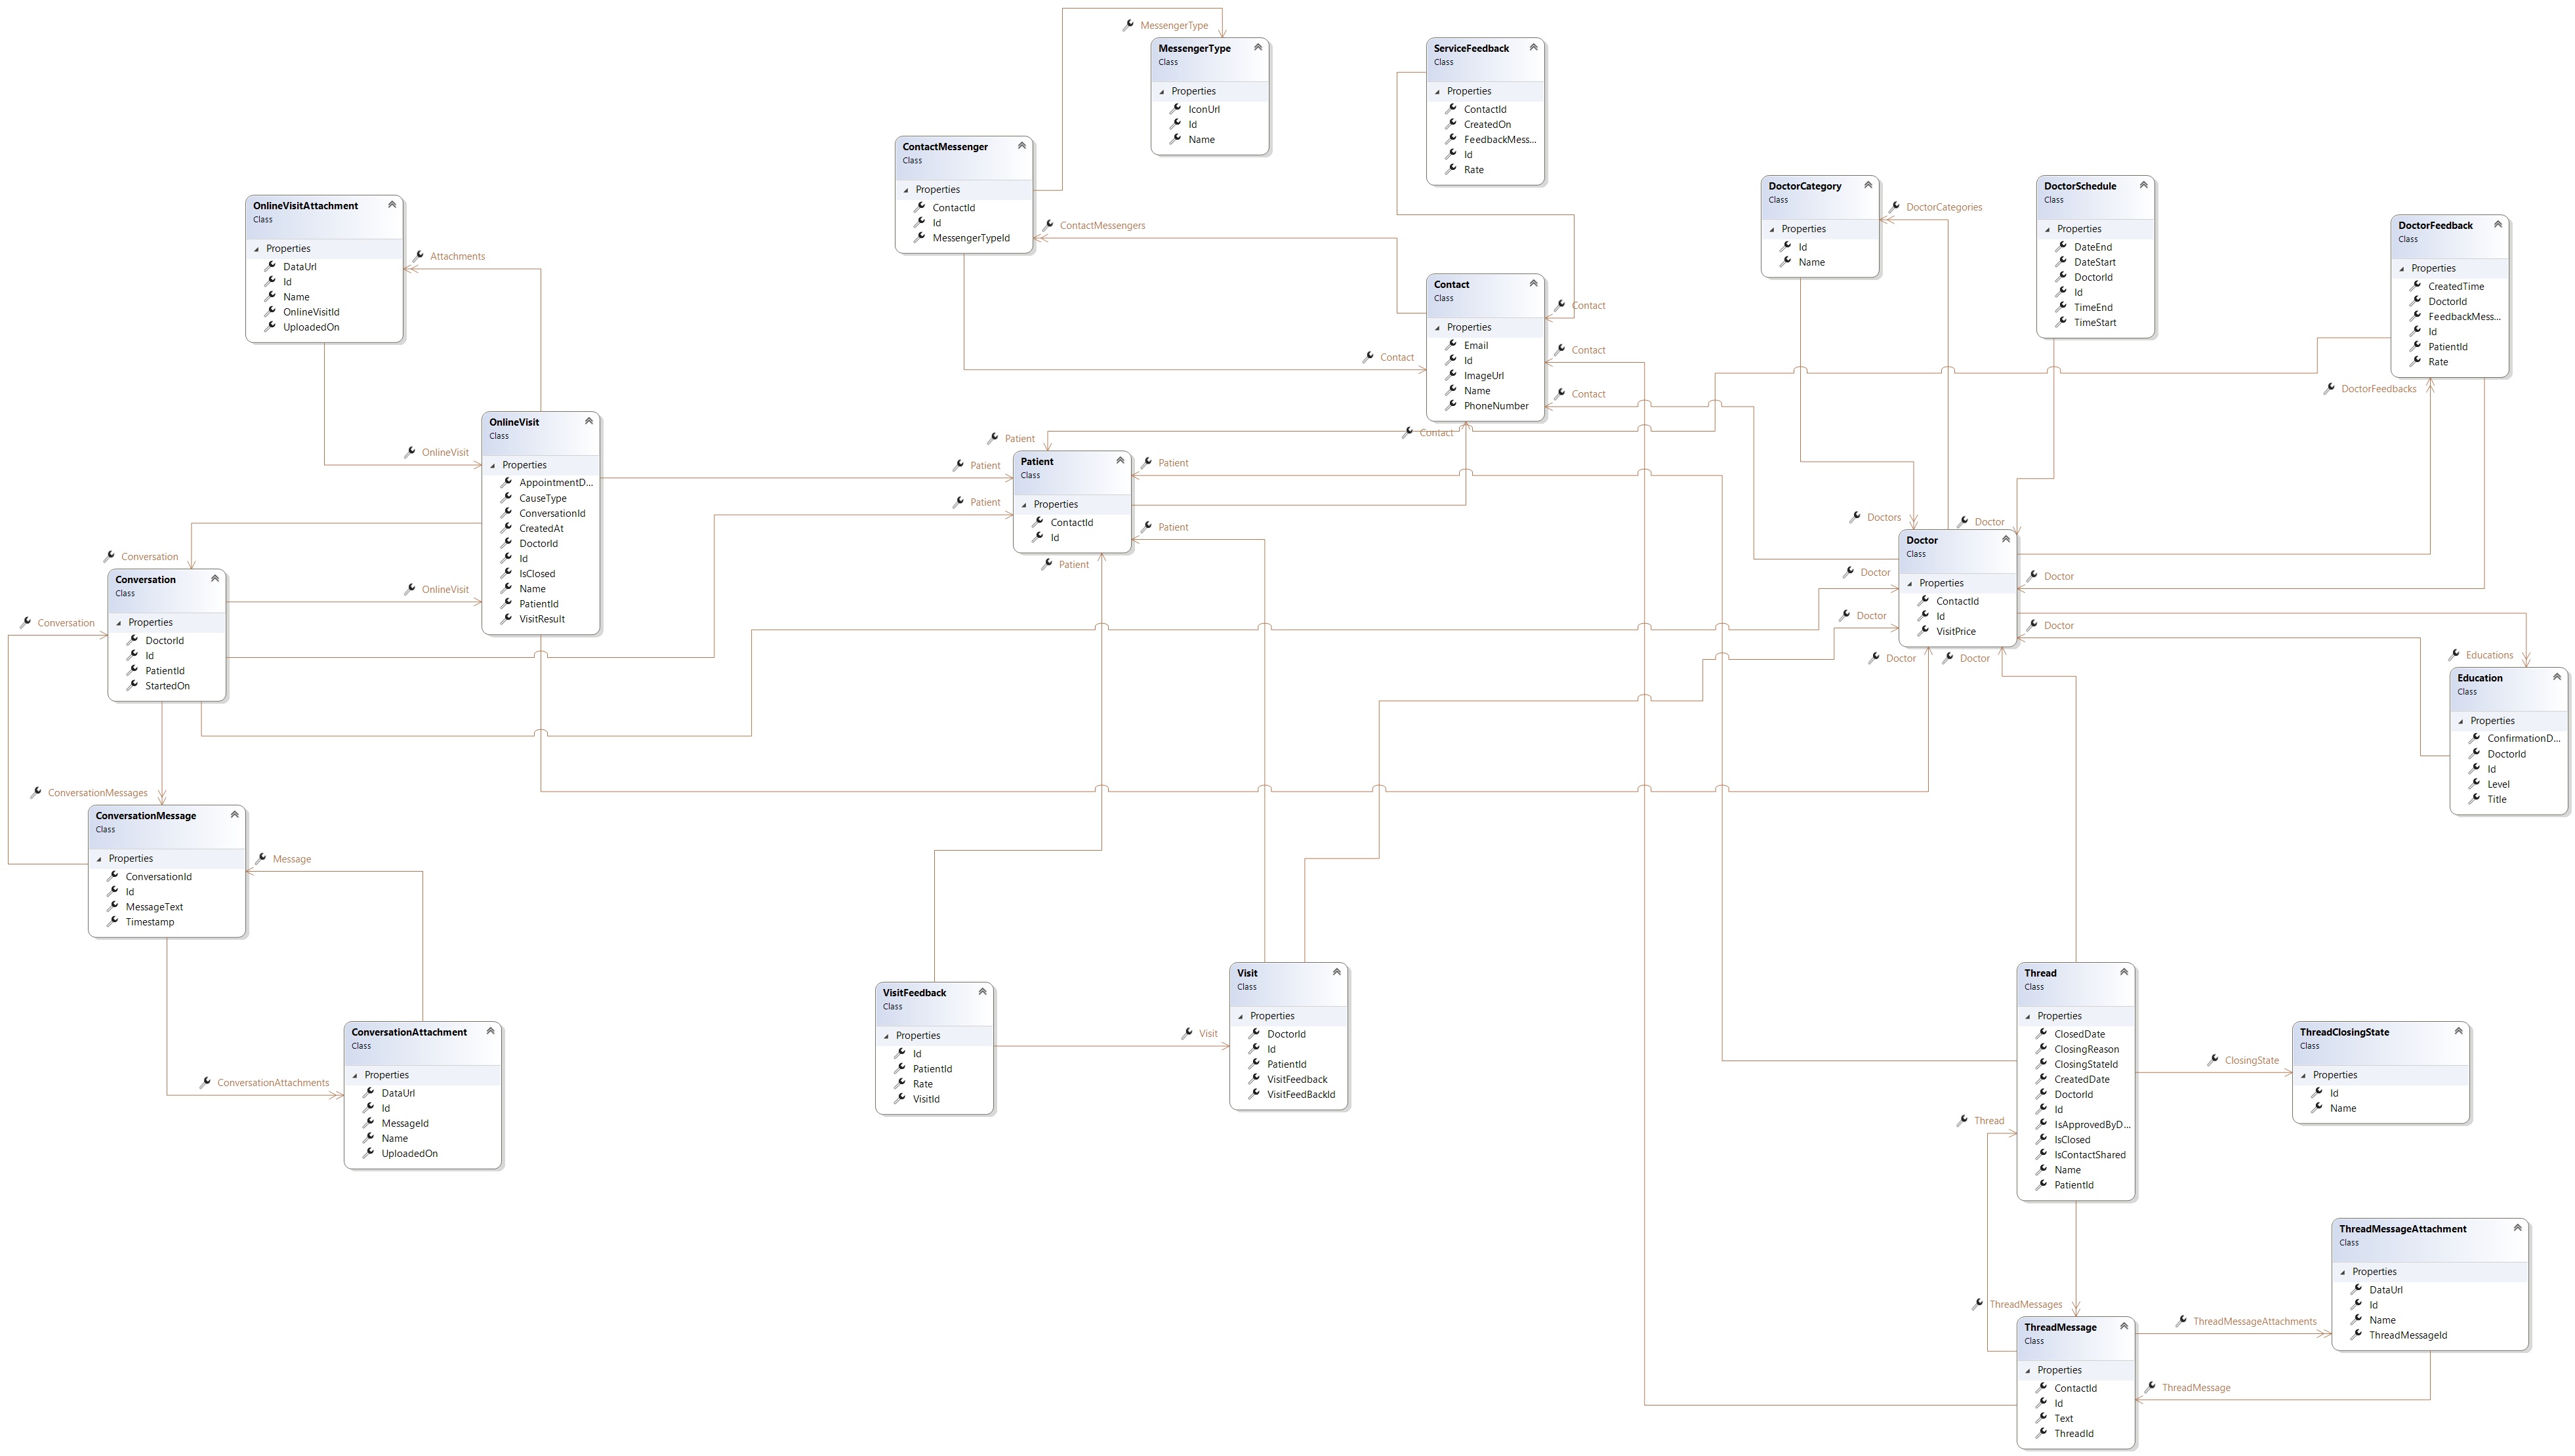 MessengerType
MessengerType
Class
Properties
IconUrl
Id
Name
ServiceFeedback
Class
Properties
ContactId
CreatedOn
FeedbackMess...
Id
Rate
ContactMessenger
Class
Properties
ContactId
Id
MessengerTypeId
ContactMessengers
DoctorCategory
Class
Properties
Id
Name
DoctorCategories
DoctorSchedule
Class
Properties
DateEnd
DateStart
DoctorId
Id
TimeEnd
TimeStart
OnlineVisitAttachment
Class
Properties
DataUrl
Id
Name
OnlineVisitId
UploadedOn
Attachments
DoctorFeedback
Class
Properties
CreatedTime
DoctorId
FeedbackMess...
Id
PatientId
Rate
DoctorFeedbacks
Contact
Class
Properties
Email
Id
ImageUrl
Name
PhoneNumber
Contact
Contact
Contact
Contact
Contact
OnlineVisit
Class
Properties
AppointmentD...
CauseType
ConversationId
CreatedAt
DoctorId
Id
IsClosed
Name
PatientId
VisitResult
OnlineVisit
OnlineVisit
Patient
Patient
Patient
Patient
Class
Properties
ContactId
Id
Patient
Patient
Patient
Doctors
Doctor
Doctor
Class
Properties
ContactId
Id
VisitPrice
Doctor
Doctor
Doctor
Doctor
Doctor
Doctor
Conversation
Conversation
Class
Properties
DoctorId
Id
PatientId
StartedOn
Conversation
Educations
Education
Class
Properties
ConfirmationD...
DoctorId
Id
Level
Title
ConversationMessages
ConversationMessage
Class
Properties
ConversationId
Id
MessageText
Timestamp
Message
ConversationAttachments
ConversationAttachment
Class
Properties
DataUrl
Id
MessageId
Name
UploadedOn
VisitFeedback
Class
Properties
Id
PatientId
Rate
VisitId
Visit
Visit
Class
Properties
DoctorId
Id
PatientId
VisitFeedback
VisitFeedBackId
Thread
Class
Properties
ClosedDate
ClosingReason
ClosingStateId
CreatedDate
DoctorId
Id
IsApprovedByD...
IsClosed
IsContactShared
Name
PatientId
ClosingState
ThreadClosingState
Class
Properties
Id
Name
Thread
ThreadMessages
ThreadMessage
Class
Properties
ContactId
Id
Text
ThreadId
ThreadMessageAttachments
ThreadMessageAttachment
Class
Properties
DataUrl
Id
Name
ThreadMessageId
ThreadMessage